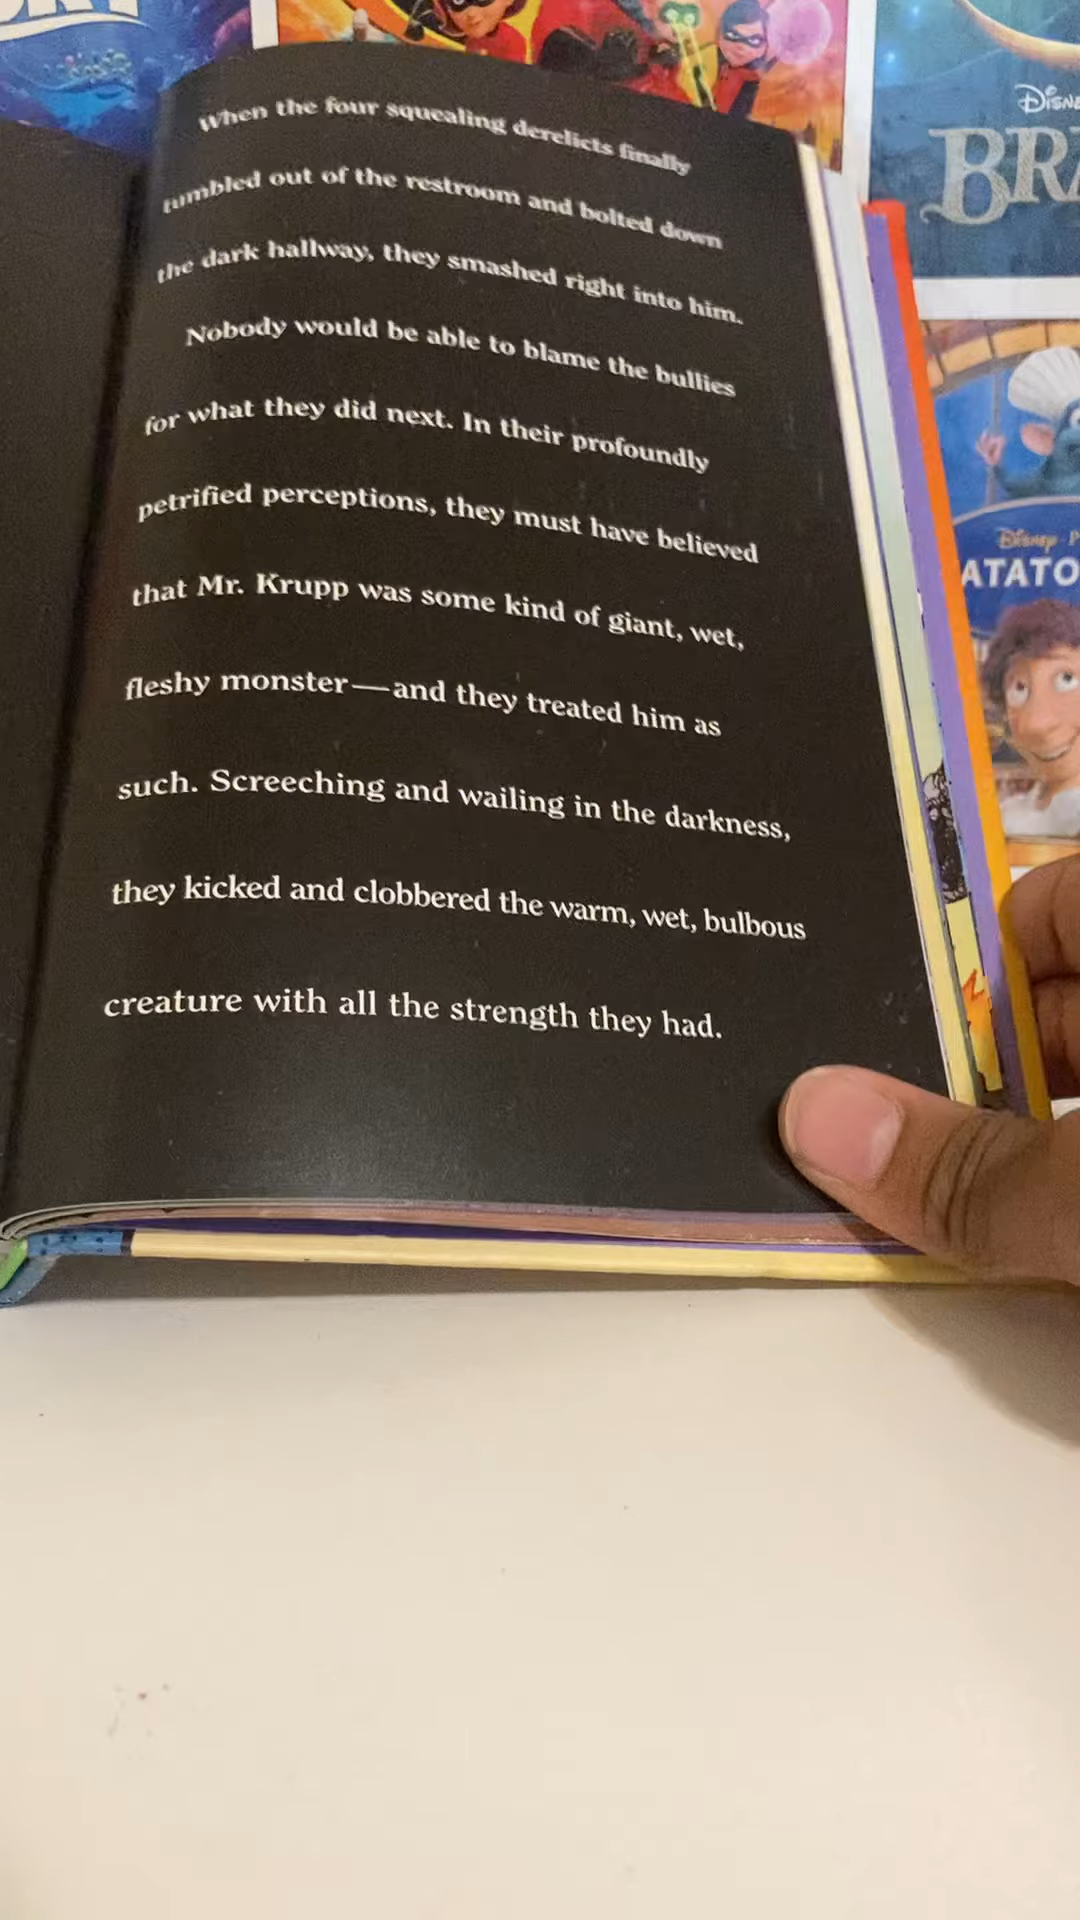 When the four squealing derelicts finally
tumbled out of the restroom and bolted down
the dark hallway, they smashed right into him.
Nobody would be able to blame the bullies
for what they did next. In their profoundly
petrified perceptions, they must have believed
that Mr. Krupp was some kind of giant, wet,
fleshy monster—and they treated him as
such. Screeching and wailing in the darkness,
they kicked and clobbered the warm, wet, bulbous
creature with all the strength they had.
Disney
BRA
Disney · P
ATATO